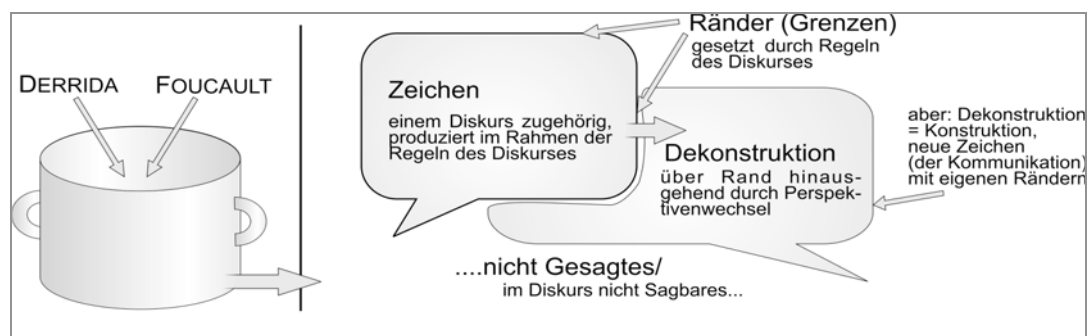 DERRIDA
FOUCAULT
Ränder (Grenzen)
gesetzt durch Regeln
des Diskurses
Zeichen
einem Diskurs zugehörig,
produziert im Rahmen der
Regeln des Diskurses
Dekonstruktion
über Rand hinaus-
gehend durch Perspek-
tivenwechsel
aber: Dekonstruktion
= Konstruktion,
neue Zeichen
(der Kommunikation)
mit eigenen Rändern
....nicht Gesagtes/
im Diskurs nicht Sagbares...